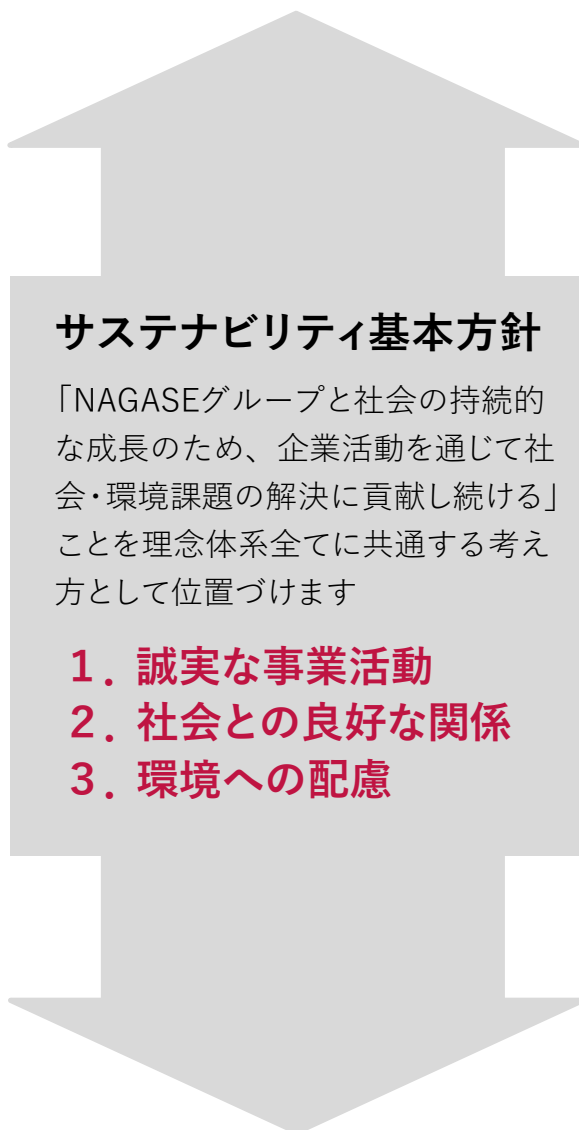 サステナビリティ基本方針
「NAGASEグループと社会の持続的
な成長のため、企業活動を通じて社
会・環境課題の解決に貢献し続ける」
ことを理念体系全てに共通する考え
方として位置づけます
1. 誠実な事業活動
2. 社会との良好な関係
3. 環境への配慮